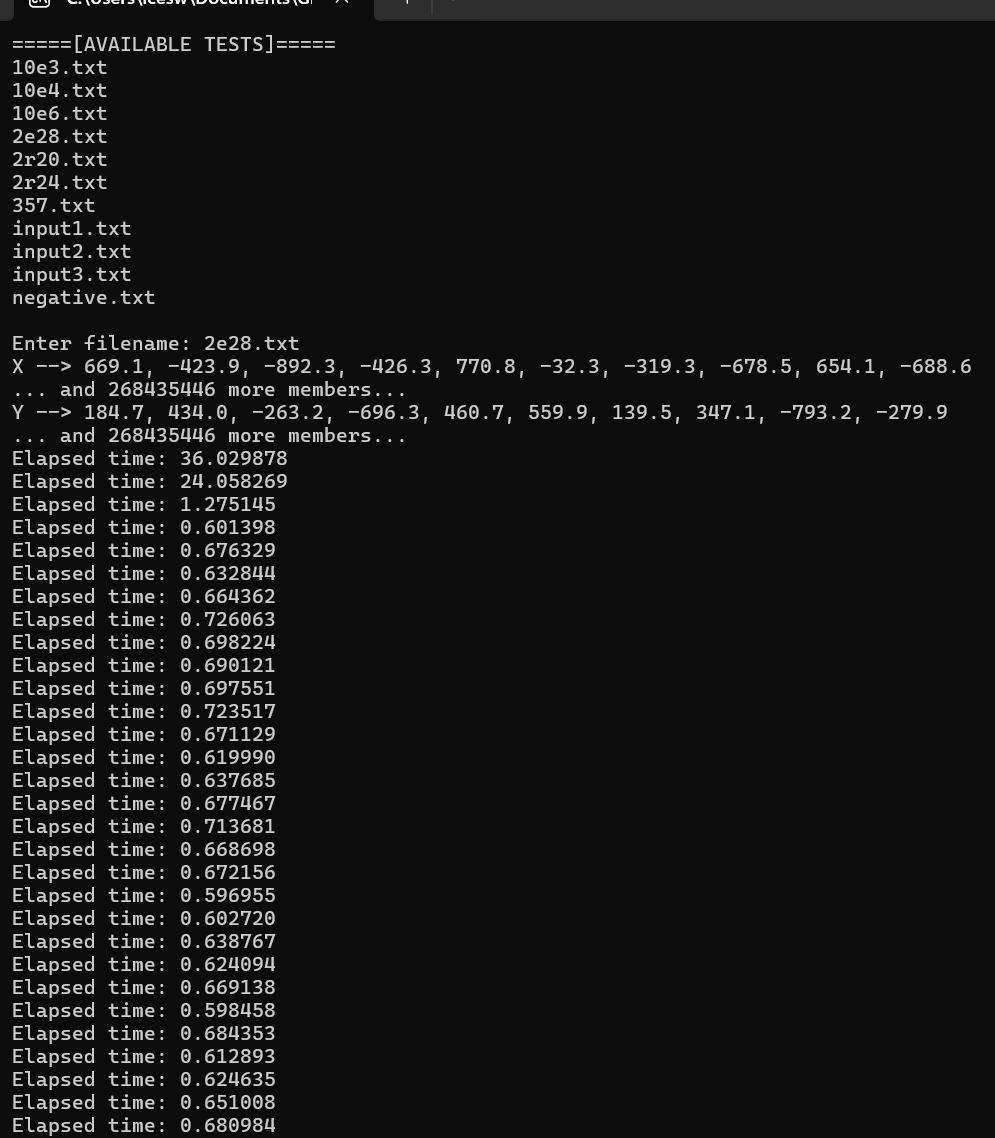 =====[AVAILABLE TESTS]=====
10e3.txt
10e4.txt
10e6.txt
2e28.txt
2r20.txt
2r24.txt
357.txt
input1.txt
input2.txt
input3.txt
negative.txt
Enter filename: 2e28.txt
X --> 669.1, -423.9, -892.3, -426.3, 770.8, -32.3, -319.3, -678.5, 654.1, -688.6
... and 268435446 more members...
Y --> 184.7, 434.0, -263.2, -696.3, 460.7, 559.9, 139.5, 347.1, -793.2, -279.9
... and 268435446 more members...
Elapsed time: 36.029878
Elapsed time: 24.058269
Elapsed time: 1.275145
Elapsed time: 0.601398
Elapsed time: 0.676329
Elapsed time: 0.632844
Elapsed time: 0.664362
Elapsed time: 0.726063
Elapsed time: 0.698224
Elapsed time: 0.690121
Elapsed time: 0.697551
Elapsed time: 0.723517
Elapsed time: 0.671129
Elapsed time: 0.619990
Elapsed time: 0.637685
Elapsed time: 0.677467
Elapsed time: 0.713681
Elapsed time: 0.668698
Elapsed time: 0.672156
Elapsed time: 0.596955
Elapsed time: 0.602720
Elapsed time: 0.638767
Elapsed time: 0.624094
Elapsed time: 0.669138
Elapsed time: 0.598458
Elapsed time: 0.684353
Elapsed time: 0.612893
Elapsed time: 0.624635
Elapsed time: 0.651008
Elapsed time: 0.680984